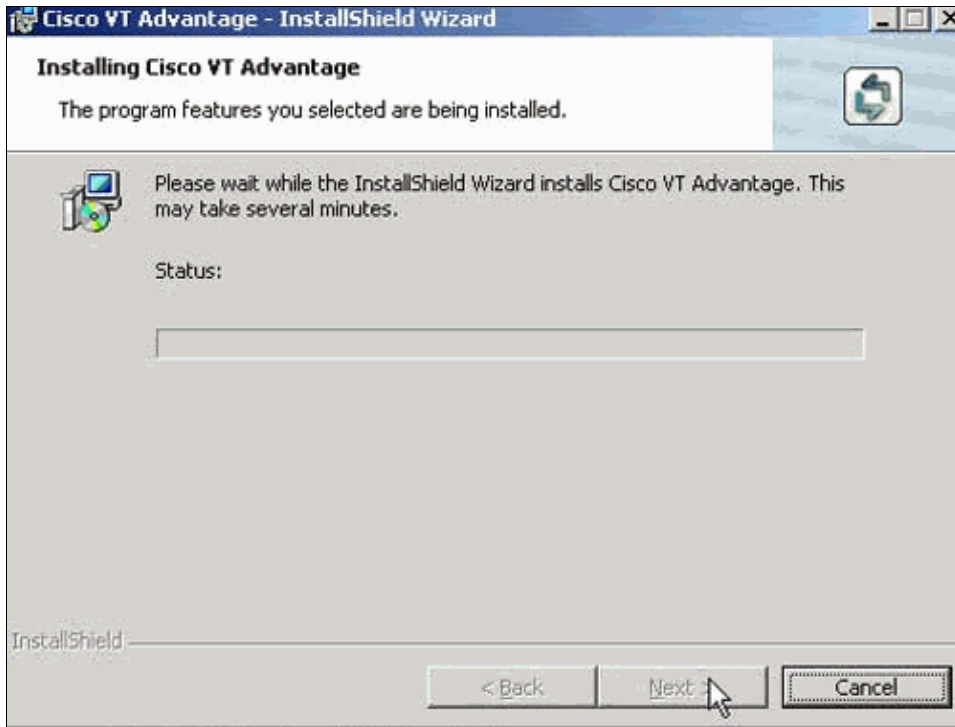 Cisco VT Advantage - InstallShield Wizard
Installing Cisco VT Advantage
The program features you selected are being installed.
Please wait while the InstallShield Wizard installs Cisco VT Advantage. This
may take several minutes.
Status:
InstallShield
< Back
Next >
Cancel